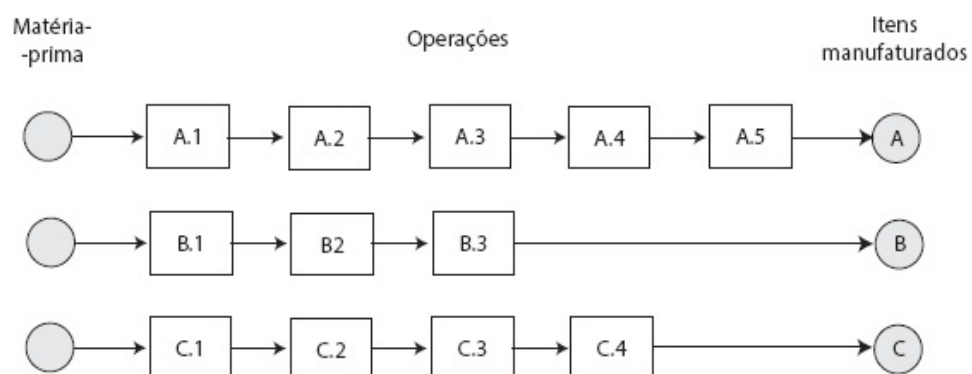 Matéria-
-prima
Operações
Itens
manufaturados
A.1 A.2 A.3 A.4 A.5 A
B.1 B2 B.3 B
C.1 C.2 C.3 C.4 C